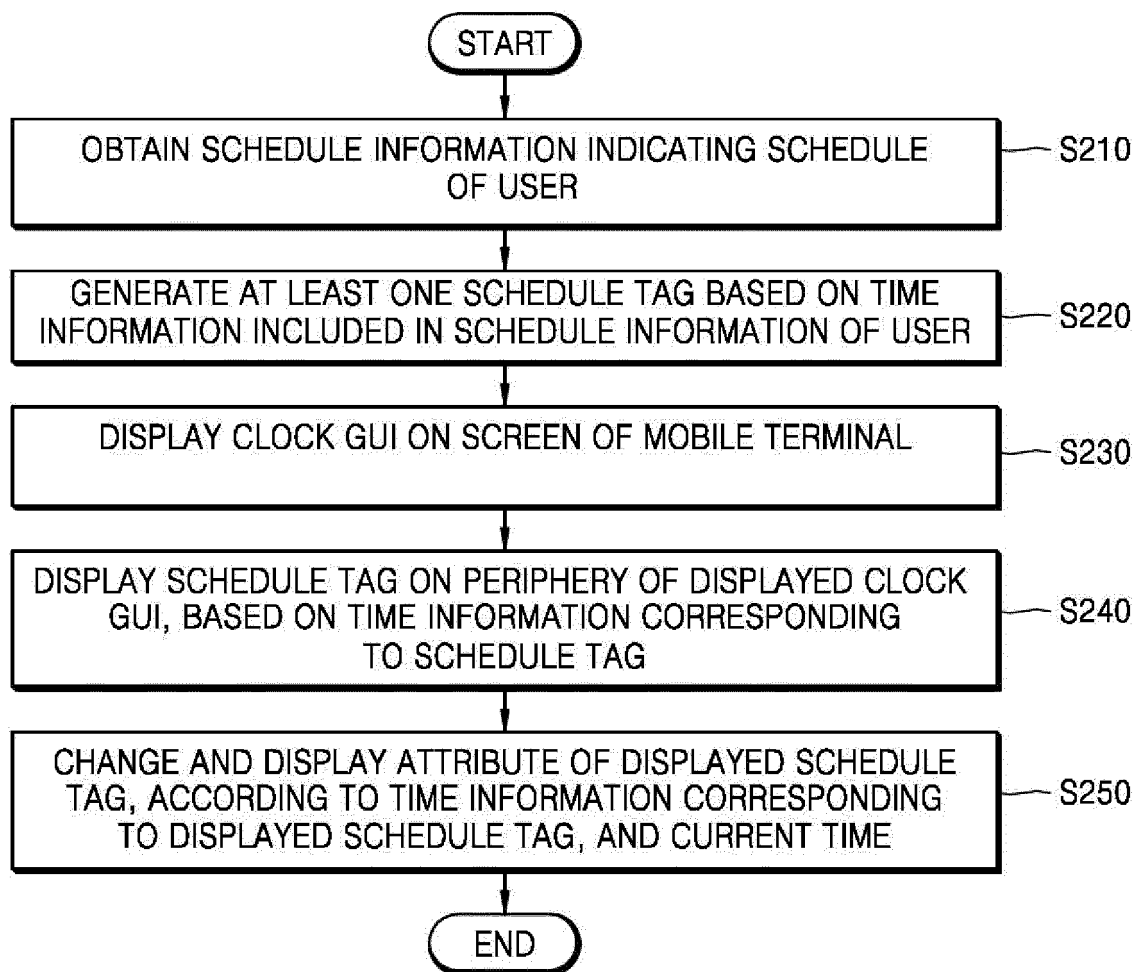 START
OBTAIN SCHEDULE INFORMATION INDICATING SCHEDULE
OF USER
S210
GENERATE AT LEAST ONE SCHEDULE TAG BASED ON TIME
INFORMATION INCLUDED IN SCHEDULE INFORMATION OF USER
S220
DISPLAY CLOCK GUI ON SCREEN OF MOBILE TERMINAL
S230
DISPLAY SCHEDULE TAG ON PERIPHERY OF DISPLAYED CLOCK
GUI, BASED ON TIME INFORMATION CORRESPONDING
TO SCHEDULE TAG
S240
CHANGE AND DISPLAY ATTRIBUTE OF DISPLAYED SCHEDULE
TAG, ACCORDING TO TIME INFORMATION CORRESPONDING
TO DISPLAYED SCHEDULE TAG, AND CURRENT TIME
S250
END